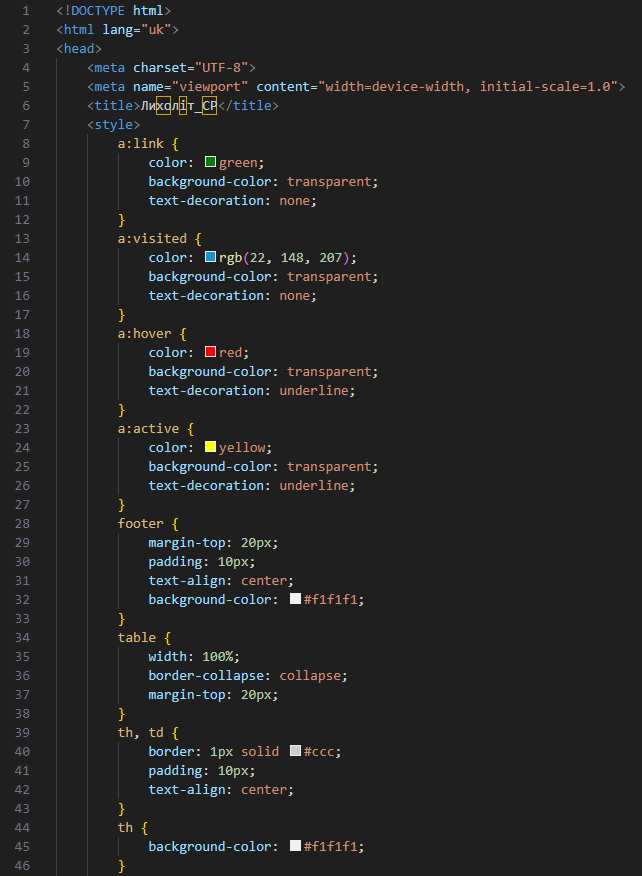 1 <!DOCTYPE html>
2 <html lang="uk">
3 <head>
4 <meta charset="UTF-8">
5 <meta name="viewport" content="width=device-width, initial-scale=1.0">
6 <title>Лихоліт_СР</title>
7 <style>
8 a:link {
9 color: green;
10 background-color: transparent;
11 text-decoration: none;
12 }
13 a:visited {
14 color: rgb(22, 148, 207);
15 background-color: transparent;
16 text-decoration: none;
17 }
18 a:hover {
19 color: red;
20 background-color: transparent;
21 text-decoration: underline;
22 }
23 a:active {
24 color: yellow;
25 background-color: transparent;
26 text-decoration: underline;
27 }
28 footer {
29 margin-top: 20px;
30 padding: 10px;
31 text-align: center;
32 background-color: #f1f1f1;
33 }
34 table {
35 width: 100%;
36 border-collapse: collapse;
37 margin-top: 20px;
38 }
39 th, td {
40 border: 1px solid #ccc;
41 padding: 10px;
42 text-align: center;
43 }
44 th {
45 background-color: #f1f1f1;
46 }